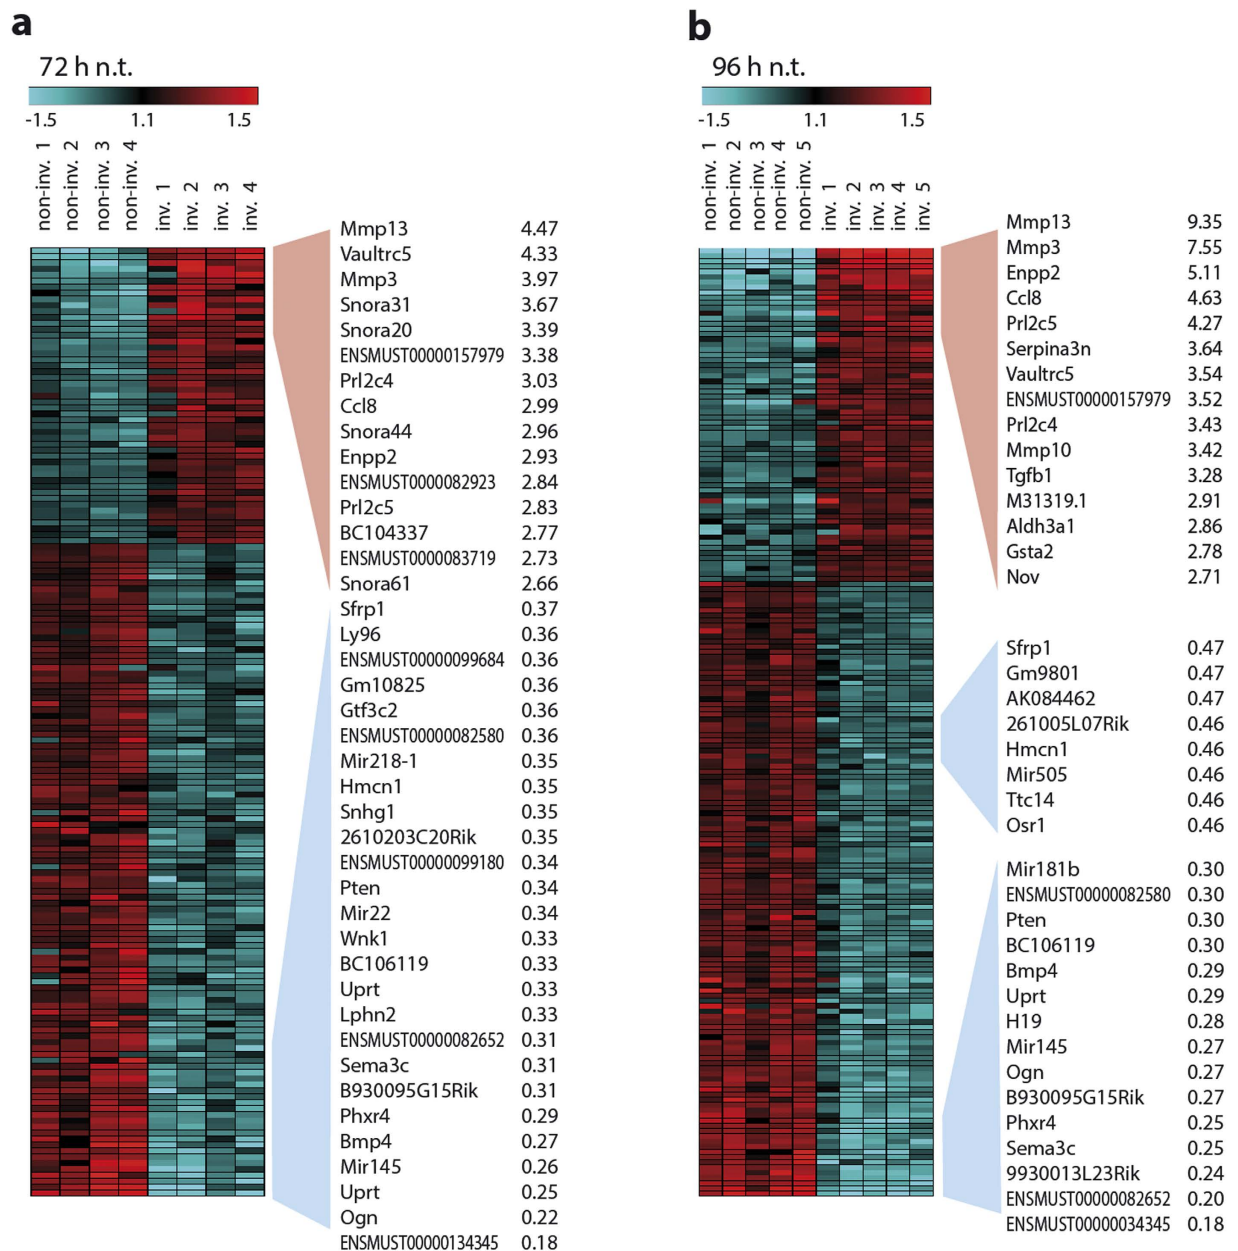 a
72 h n.t.
-1.5 1.1 1.5
non-inv. 1
non-inv. 2
non-inv. 3
non-inv. 4
inv. 1
inv. 2
inv. 3
inv. 4
Mmp13 4.47
Vaultrc5 4.33
Mmp3 3.97
Snora31 3.67
Snora20 3.39
ENSMUST00000157979 3.38
Prl2c4 3.03
Ccl8 2.99
Snora44 2.96
Enpp2 2.93
ENSMUST0000082923 2.84
Prl2c5 2.83
BC104337 2.77
ENSMUST0000083719 2.73
Snora61 2.66
Sfrp1 0.37
Ly96 0.36
ENSMUST00000099684 0.36
Gm10825 0.36
Gtf3c2 0.36
ENSMUST00000082580 0.36
Mir218-1 0.35
Hmcn1 0.35
Snhg1 0.35
2610203C20Rik 0.35
ENSMUST00000099180 0.34
Pten 0.34
Mir22 0.34
Wnk1 0.33
BC106119 0.33
Uprt 0.33
Lphn2 0.33
ENSMUST00000082652 0.31
Sema3c 0.31
B930095G15Rik 0.31
Phxr4 0.29
Bmp4 0.27
Mir145 0.26
Uprt 0.25
Ogn 0.22
ENSMUST00000134345 0.18
b
96 h n.t.
-1.5 1.1 1.5
non-inv. 1
non-inv. 2
non-inv. 3
non-inv. 4
non-inv. 5
inv. 1
inv. 2
inv. 3
inv. 4
inv. 5
Mmp13 9.35
Mmp3 7.55
Enpp2 5.11
Ccl8 4.63
Prl2c5 4.27
Serpina3n 3.64
Vaultrc5 3.54
ENSMUST00000157979 3.52
Prl2c4 3.43
Mmp10 3.42
Tgfb1 3.28
M31319.1 2.91
Aldh3a1 2.86
Gsta2 2.78
Nov 2.71
Sfrp1 0.47
Gm9801 0.47
AK084462 0.47
261005L07Rik 0.46
Hmcn1 0.46
Mir505 0.46
Ttc14 0.46
Osr1 0.46
Mir181b 0.30
ENSMUST00000082580 0.30
Pten 0.30
BC106119 0.30
Bmp4 0.29
Uprt 0.29
H19 0.28
Mir145 0.27
Ogn 0.27
B930095G15Rik 0.27
Phxr4 0.25
Sema3c 0.25
9930013L23Rik 0.24
ENSMUST00000082652 0.20
ENSMUST00000034345 0.18